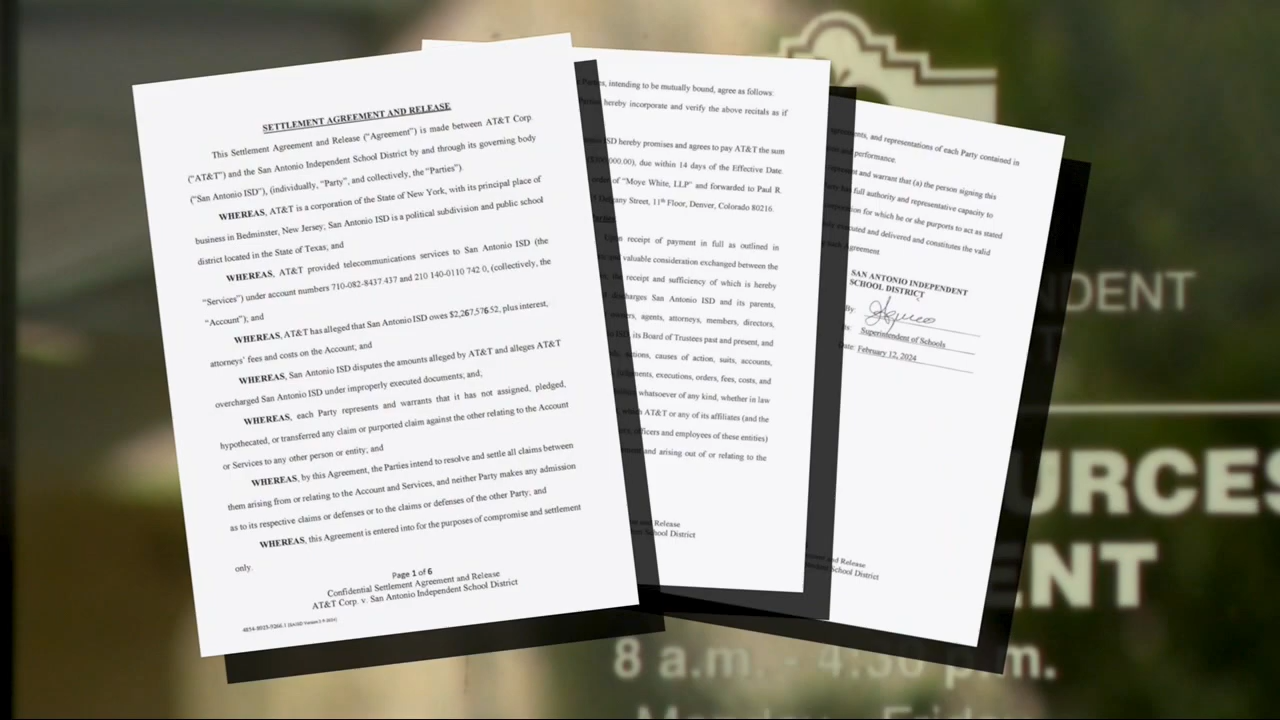 SETTLEMENT AGREEMENT AND RELEASE
This Settlement Agreement and Release (“Agreement”) is made between AT&T Corp.
(“AT&T”) and the San Antonio Independent School District by and through its governing body
(“San Antonio ISD”), (individually, “Party”, and collectively, the “Parties”).
WHEREAS, AT&T is a corporation of the State of New York, with its principal place of
business in Bedminster, New Jersey; San Antonio ISD is a political subdivision and public school
district located in the State of Texas; and
WHEREAS, AT&T provided telecommunications services to San Antonio ISD (the
“Services”) under account numbers 710-082-8437 437 and 210 140-0110 742 0, (collectively, the
“Account”); and
WHEREAS, AT&T has alleged that San Antonio ISD owes $2,267,576.52, plus interest,
attorneys’ fees and costs on the Account; and
WHEREAS, San Antonio ISD disputes the amounts alleged by AT&T and alleges AT&T
overcharged San Antonio ISD under improperly executed documents; and;
WHEREAS, each Party represents and warrants that it has not assigned, pledged,
hypothecated, or transferred any claim or purported claim against the other relating to the Account
or Services to any other person or entity; and
WHEREAS, by this Agreement, the Parties intend to resolve and settle all claims between
them arising from or relating to the Account and Services, and neither Party makes any admission
as to its respective claims or defenses or to the claims or defenses of the other Party; and
WHEREAS, this Agreement is entered into for the purposes of compromise and settlement
only.
Page 1 of 6
Confidential Settlement Agreement and Release
AT&T Corp. v. San Antonio Independent School District
intending to be mutually bound, agree as follows:
hereby incorporate and verify the above recitals as if
ISD hereby promises and agrees to pay AT&T the sum
due within 14 days of the Effective Date
order of “Moye White, LLP” and forwarded to Paul R.
Street, 11th Floor, Denver, Colorado 80216.
Upon receipt of payment in full as outlined in
and valuable consideration exchanged between the
the receipt and sufficiency of which is hereby
discharges San Antonio ISD and its parents,
agents, attorneys, members, directors,
its Board of Trustees past and present, and
causes of action, suits, accounts,
executions, orders, fees, costs, and
whatsoever of any kind, whether in law
which AT&T or any of its affiliates (and the
officers and employees of these entities)
and arising out of or relating to the
and Release
School District
and representations of each Party contained in
and performance.
and warrant that (a) the person signing this
full authority and representative capacity to
for which he or she purports to act as stated
executed and delivered and constitutes the valid
such Agreement
SAN ANTONIO INDEPENDENT
SCHOOL DISTRICT
By:
Superintendent of Schools
Date: February 12, 2024
and Release
School District
NDENT
T
URCES
ENT
8 a.m. - 4:30 p.m.